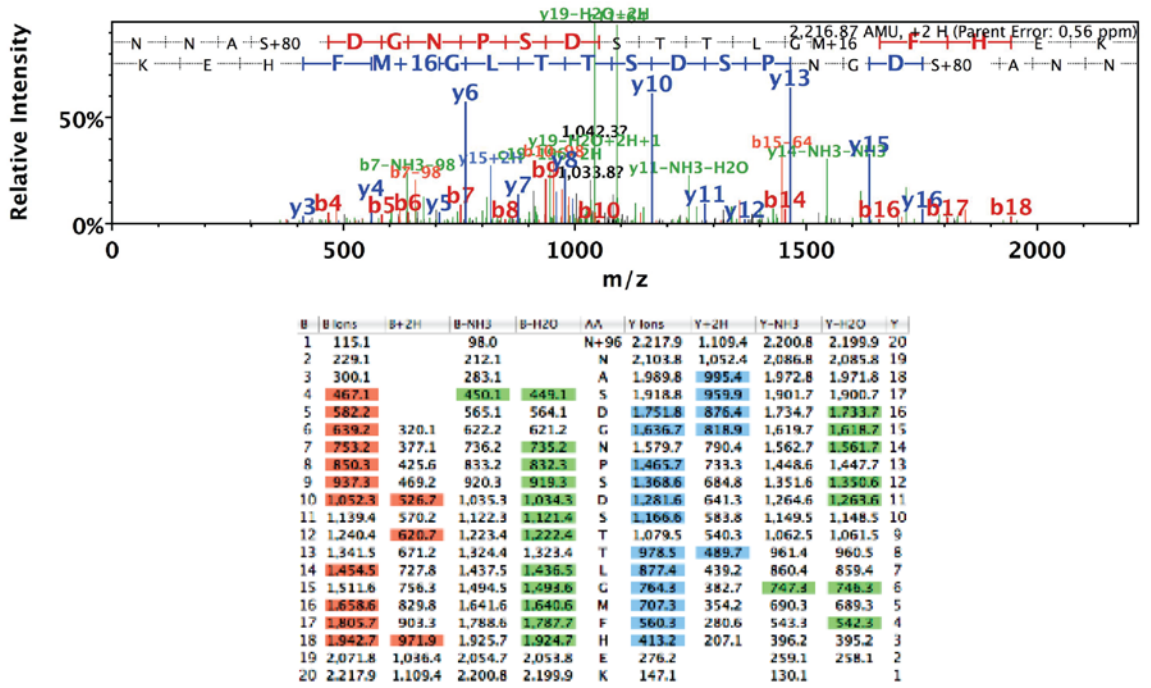 y19-H2O+2H
2,216.87 AMU, +2 H (Parent Error: 0.56 ppm)
N N A S+80 D G N P S D S T T L G M+16 F H E K
K E H F M+16 G L T T S D S P N G D S+80 A N N
Relative Intensity
50%
0%
y6 y10 y13
1,042.3?
y19-H2O+2H+1
b15-64 y15
b7-NH3-98 y15+2H y8 y11-NH3-H2O y14-NH3-NH3
b7-98 b9 1,033.8?
y3 b4 y4 b5 b6 y5 b7 b8 y7 b10 y11 y12 b14 b16 y16 b17 b18
0 500 1000 1500 2000
m/z
B B Ions B+2H B-NH3 B-H2O AA Y Ions Y+2H Y-NH3 Y-H2O Y
1 115.1 98.0 N+96 2,217.9 1,109.4 2,200.8 2,199.9 20
2 229.1 212.1 N 2,103.8 1,052.4 2,086.8 2,085.8 19
3 300.1 283.1 A 1,989.8 995.4 1,972.8 1,971.8 18
4 467.1 450.1 449.1 S 1,918.8 959.9 1,901.7 1,900.7 17
5 582.2 565.1 564.1 D 1,751.8 876.4 1,734.7 1,733.7 16
6 639.2 320.1 622.2 621.2 G 1,636.7 818.9 1,619.7 1,618.7 15
7 753.2 377.1 736.2 735.2 N 1,579.7 790.4 1,562.7 1,561.7 14
8 850.3 425.6 833.2 832.3 P 1,465.7 733.3 1,448.6 1,447.7 13
9 937.3 469.2 920.3 919.3 S 1,368.6 684.8 1,351.6 1,350.6 12
10 1,052.3 526.7 1,035.3 1,034.3 D 1,281.6 641.3 1,264.6 1,263.6 11
11 1,139.4 570.2 1,122.3 1,121.4 S 1,166.6 583.8 1,149.5 1,148.5 10
12 1,240.4 620.7 1,223.4 1,222.4 T 1,079.5 540.3 1,062.5 1,061.5 9
13 1,341.5 671.2 1,324.4 1,323.4 T 978.5 489.7 961.4 960.5 8
14 1,454.5 727.8 1,437.5 1,436.5 L 877.4 439.2 860.4 859.4 7
15 1,511.6 756.3 1,494.5 1,493.6 G 764.3 382.7 747.3 746.3 6
16 1,658.6 829.8 1,641.6 1,640.6 M 707.3 354.2 690.3 689.3 5
17 1,805.7 903.3 1,788.6 1,787.7 F 560.3 280.6 543.3 542.3 4
18 1,942.7 971.9 1,925.7 1,924.7 H 413.2 207.1 396.2 395.2 3
19 2,071.8 1,036.4 2,054.7 2,053.8 E 276.2 259.1 258.1 2
20 2,217.9 1,109.4 2,200.8 2,199.9 K 147.1 130.1 1